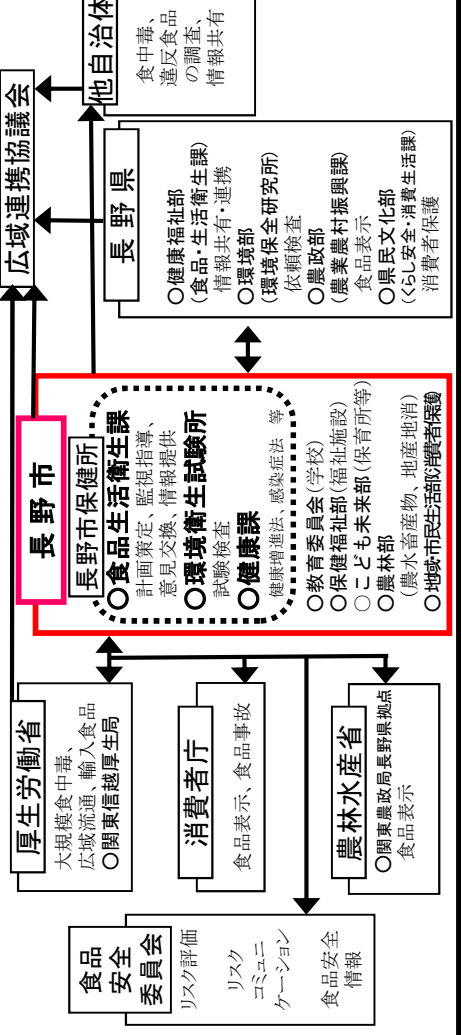 食品
安全
委員会
リスク評価
リスク
コミュニ
ケーション
食品安全
情報
厚生労働省
大規模食中毒、
広域流通、輸入食品
○関東信越厚生局
消費者庁
食品表示、食品事故
農林水産省
○関東農政局長野県拠点
食品表示
長野市
長野市保健所
○食品生活衛生課
計画策定、監視指導、
意見交換、情報提供
○環境衛生試験所
試験検査
○健康課
健康増進法、感染症法 等
○教育委員会(学校)
○保健福祉部(福祉施設)
○こども未来部(保育所等)
○農林部
(農水畜産物、地産地消)
○地域・市民生活部(消費者保護)
広域連携協議会
長野県
○健康福祉部
(食品・生活衛生課)
情報共有・連携
○環境部
(環境保全研究所)
依頼検査
○農政部
(農業農村振興課)
食品表示
○県民文化部
(くらし安全・消費生活課)
消費者保護
他自治体
食中毒、
違反食品
の調査、
情報共有